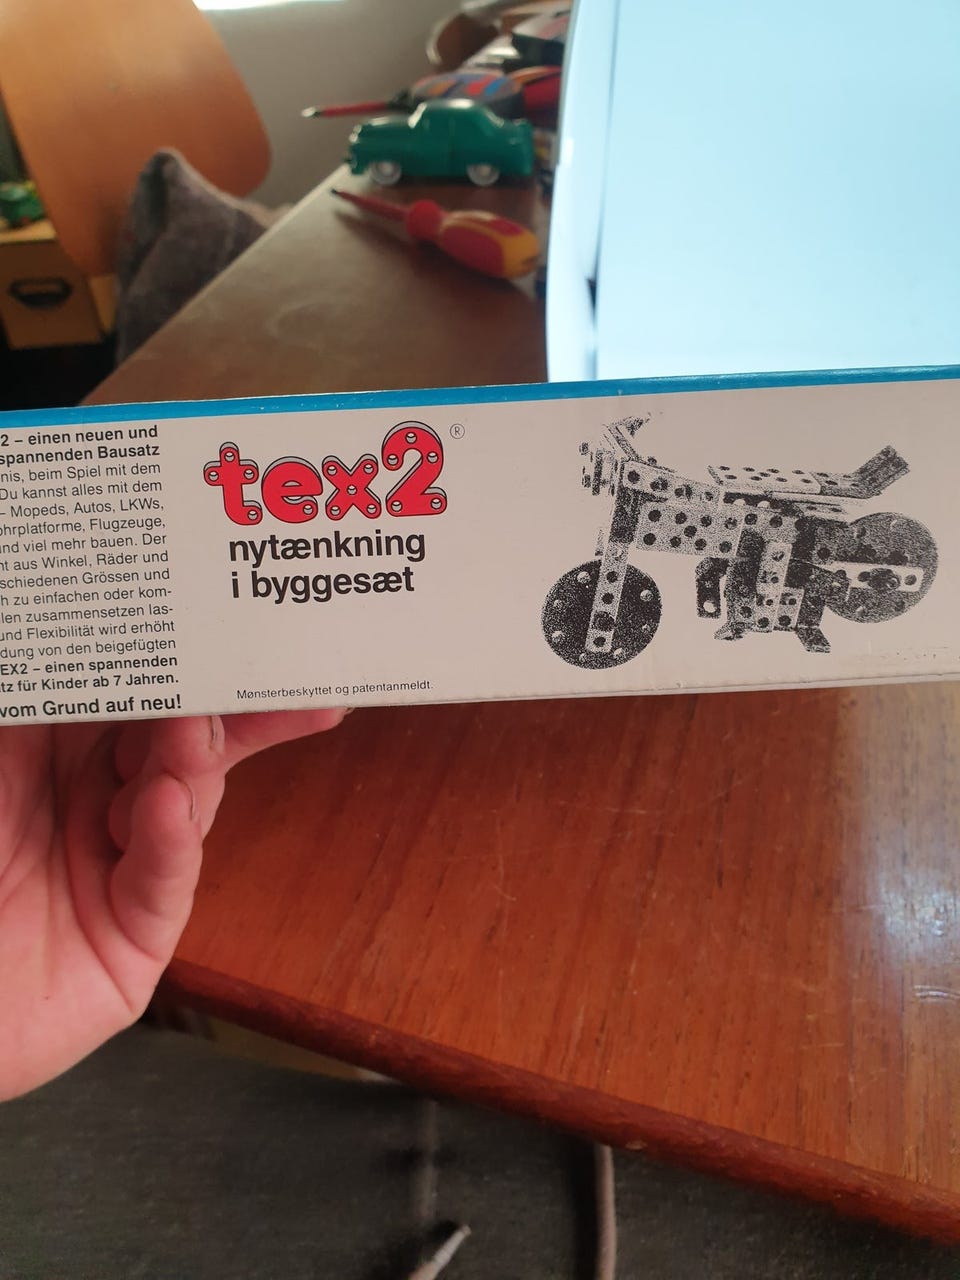 2 – einen neuen und
spannenden Bausatz
nis, beim Spiel mit dem
Du kannst alles mit dem
– Mopeds, Autos, LKWs,
ohrplatforme, Flugzeuge,
und viel mehr bauen. Der
ht aus Winkel, Räder und
schiedenen Grössen und
h zu einfachen oder kom-
len zusammensetzen las-
und Flexibilität wird erhöht
dung von den beigefügten
EX2 – einen spannenden
tz für Kinder ab 7 Jahren.
vom Grund auf neu!
tex2 ®
nytænkning
i byggesæt
Mønsterbeskyttet og patentanmeldt.